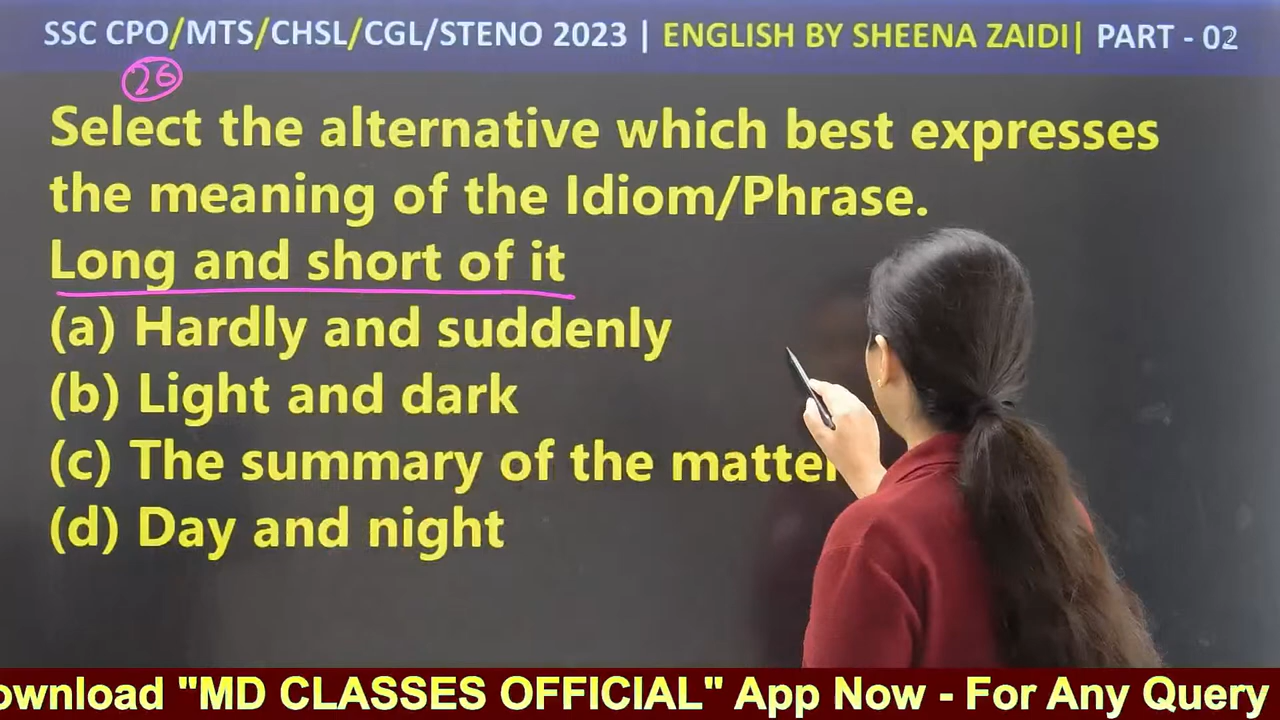 SSC CPO/MTS/CHSL/CGL/STENO 2023 | ENGLISH BY SHEENA ZAIDI| PART - 02
26
Select the alternative which best expresses
the meaning of the Idiom/Phrase.
Long and short of it
(a) Hardly and suddenly
(b) Light and dark
(c) The summary of the matter
(d) Day and night
ownload "MD CLASSES OFFICIAL" App Now - For Any Query